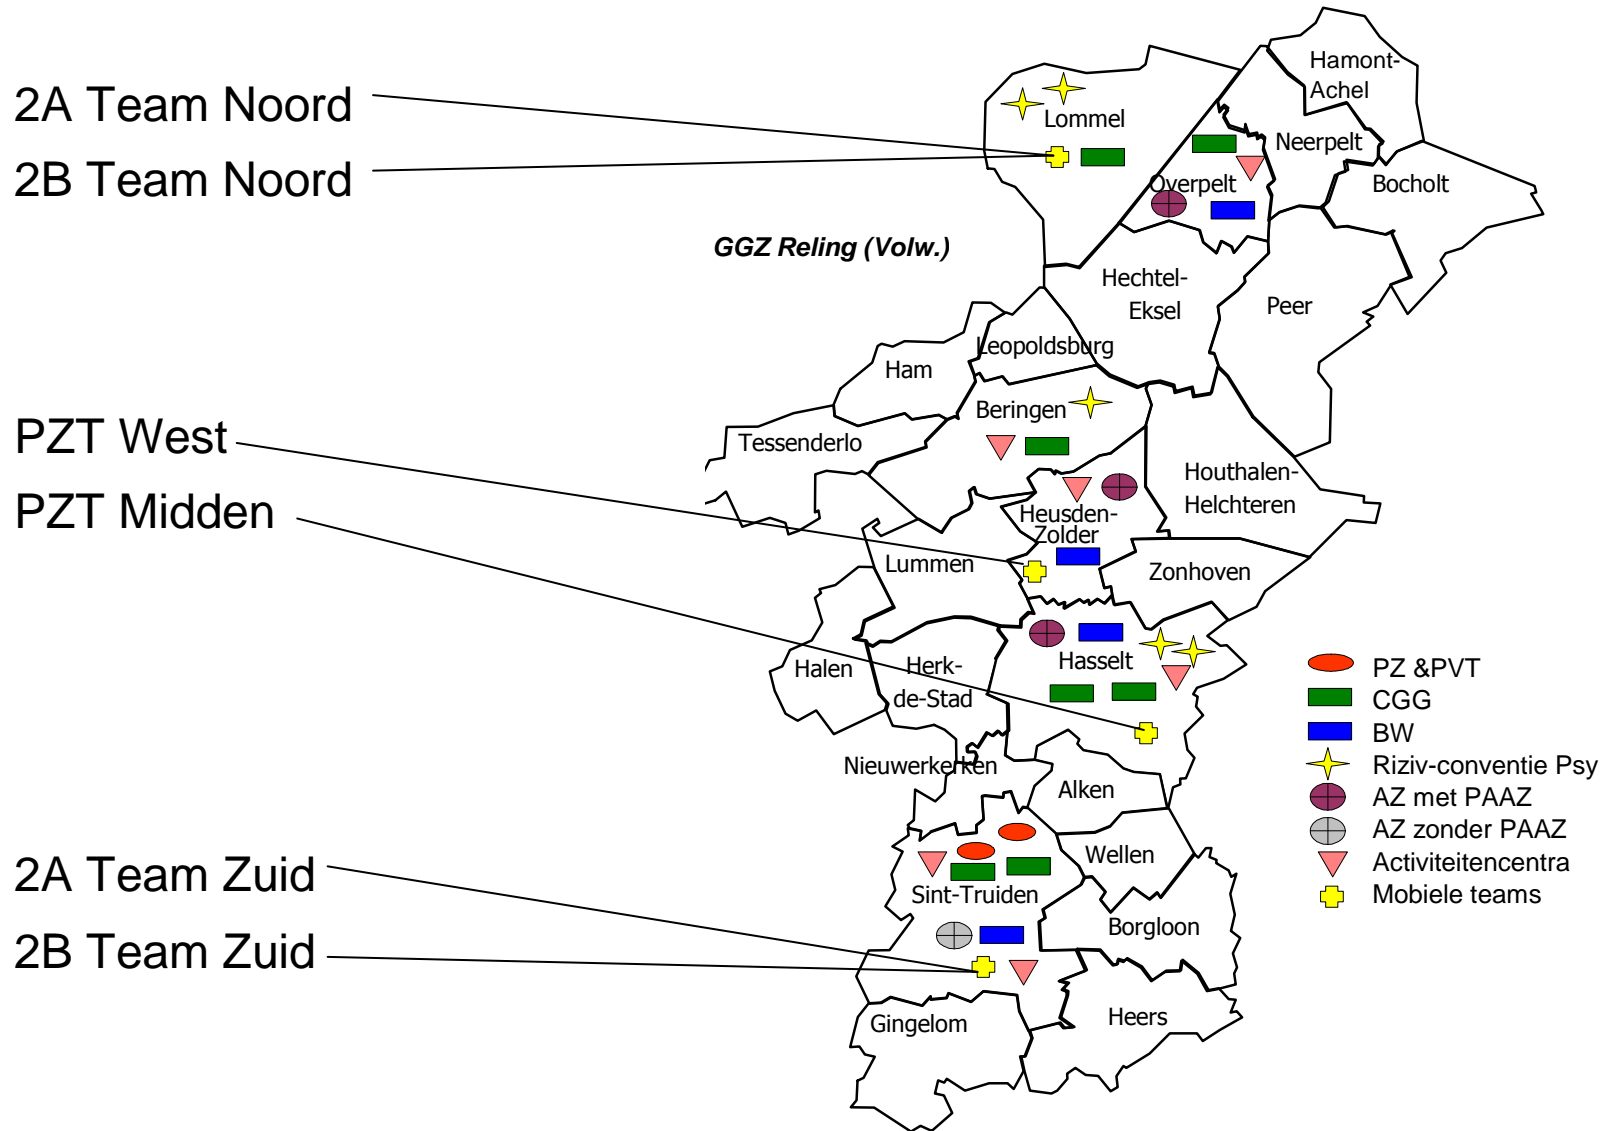 2A Team Noord
2B Team Noord
GGZ Reling (Volw.)
PZT West
PZT Midden
2A Team Zuid
2B Team Zuid
Hamont-
Achel
Lommel
Neerpelt
Overpelt
Bocholt
Hechtel-
Eksel
Peer
Leopoldsburg
Ham
Beringen
Tessenderlo
Houthalen-
Helchteren
Heusden-
Zolder
Lummen
Zonhoven
Halen
Herk-
de-Stad
Hasselt
Nieuwerkerken
Alken
Wellen
Sint-Truiden
Borgloon
Gingelom
Heers
PZ &PVT
CGG
BW
Riziv-conventie Psy
AZ met PAAZ
AZ zonder PAAZ
Activiteitencentra
Mobiele teams